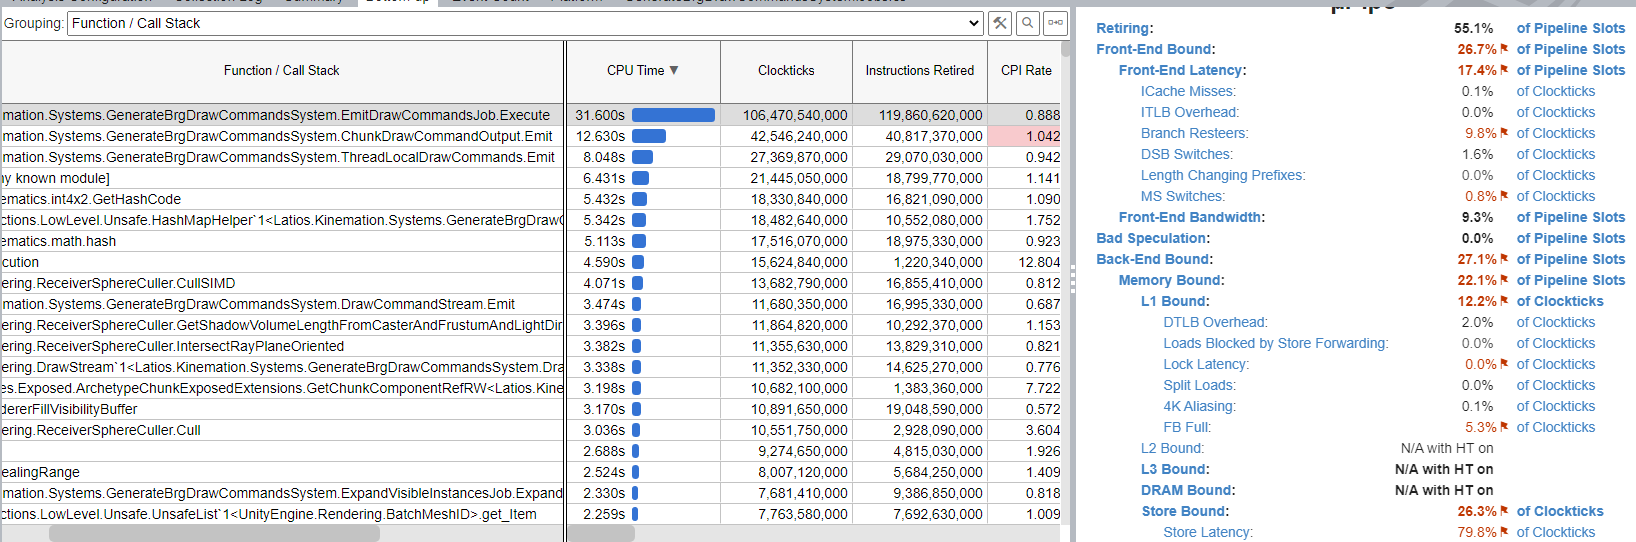 Grouping: Function / Call Stack
Function / Call Stack CPU Time ▼ Clockticks Instructions Retired CPI Rate
mation.Systems.GenerateBrgDrawCommandsSystem.EmitDrawCommandsJob.Execute 31.600s 106,470,540,000 119,860,620,000 0.888
mation.Systems.GenerateBrgDrawCommandsSystem.ChunkDrawCommandOutput.Emit 12.630s 42,546,240,000 40,817,370,000 1.042
mation.Systems.GenerateBrgDrawCommandsSystem.ThreadLocalDrawCommands.Emit 8.048s 27,369,870,000 29,070,030,000 0.942
ny known module] 6.431s 21,445,050,000 18,799,770,000 1.141
ematics.int4x2.GetHashCode 5.432s 18,330,840,000 16,821,090,000 1.090
ctions.LowLevel.Unsafe.HashMapHelper`1<Latios.Kinemation.Systems.GenerateBrgDrawC 5.342s 18,482,640,000 10,552,080,000 1.752
ematics.math.hash 5.113s 17,516,070,000 18,975,330,000 0.923
cution 4.590s 15,624,840,000 1,220,340,000 12.804
ering.ReceiverSphereCuller.CullSIMD 4.071s 13,682,790,000 16,855,410,000 0.812
mation.Systems.GenerateBrgDrawCommandsSystem.DrawCommandStream.Emit 3.474s 11,680,350,000 16,995,330,000 0.687
ering.ReceiverSphereCuller.GetShadowVolumeLengthFromCasterAndFrustumAndLightDir 3.396s 11,864,820,000 10,292,370,000 1.153
ering.ReceiverSphereCuller.IntersectRayPlaneOriented 3.382s 11,355,630,000 13,829,310,000 0.821
ering.DrawStream`1<Latios.Kinemation.Systems.GenerateBrgDrawCommandsSystem.Dra 3.338s 11,352,330,000 14,625,270,000 0.776
es.Exposed.ArchetypeChunkExposedExtensions.GetChunkComponentRefRW<Latios.Kine 3.198s 10,682,100,000 1,383,360,000 7.722
dererFillVisibilityBuffer 3.170s 10,891,650,000 19,048,590,000 0.572
ering.ReceiverSphereCuller.Cull 3.036s 10,551,750,000 2,928,090,000 3.604
2.688s 9,274,650,000 4,815,030,000 1.926
ealingRange 2.524s 8,007,120,000 5,684,250,000 1.409
mation.Systems.GenerateBrgDrawCommandsSystem.ExpandVisibleInstancesJob.Expand 2.330s 7,681,410,000 9,386,850,000 0.818
ctions.LowLevel.Unsafe.UnsafeList`1<UnityEngine.Rendering.BatchMeshID>.get_Item 2.259s 7,763,580,000 7,692,630,000 1.009
Retiring: 55.1% of Pipeline Slots
Front-End Bound: 26.7% of Pipeline Slots
Front-End Latency: 17.4% of Pipeline Slots
ICache Misses: 0.1% of Clockticks
ITLB Overhead: 0.0% of Clockticks
Branch Resteers: 9.8% of Clockticks
DSB Switches: 1.6% of Clockticks
Length Changing Prefixes: 0.0% of Clockticks
MS Switches: 0.8% of Clockticks
Front-End Bandwidth: 9.3% of Pipeline Slots
Bad Speculation: 0.0% of Pipeline Slots
Back-End Bound: 27.1% of Pipeline Slots
Memory Bound: 22.1% of Pipeline Slots
L1 Bound: 12.2% of Clockticks
DTLB Overhead: 2.0% of Clockticks
Loads Blocked by Store Forwarding: 0.0% of Clockticks
Lock Latency: 0.0% of Clockticks
Split Loads: 0.0% of Clockticks
4K Aliasing: 0.1% of Clockticks
FB Full: 5.3% of Clockticks
L2 Bound: N/A with HT on
L3 Bound: N/A with HT on
DRAM Bound: N/A with HT on
Store Bound: 26.3% of Clockticks
Store Latency: 79.8% of Clockticks